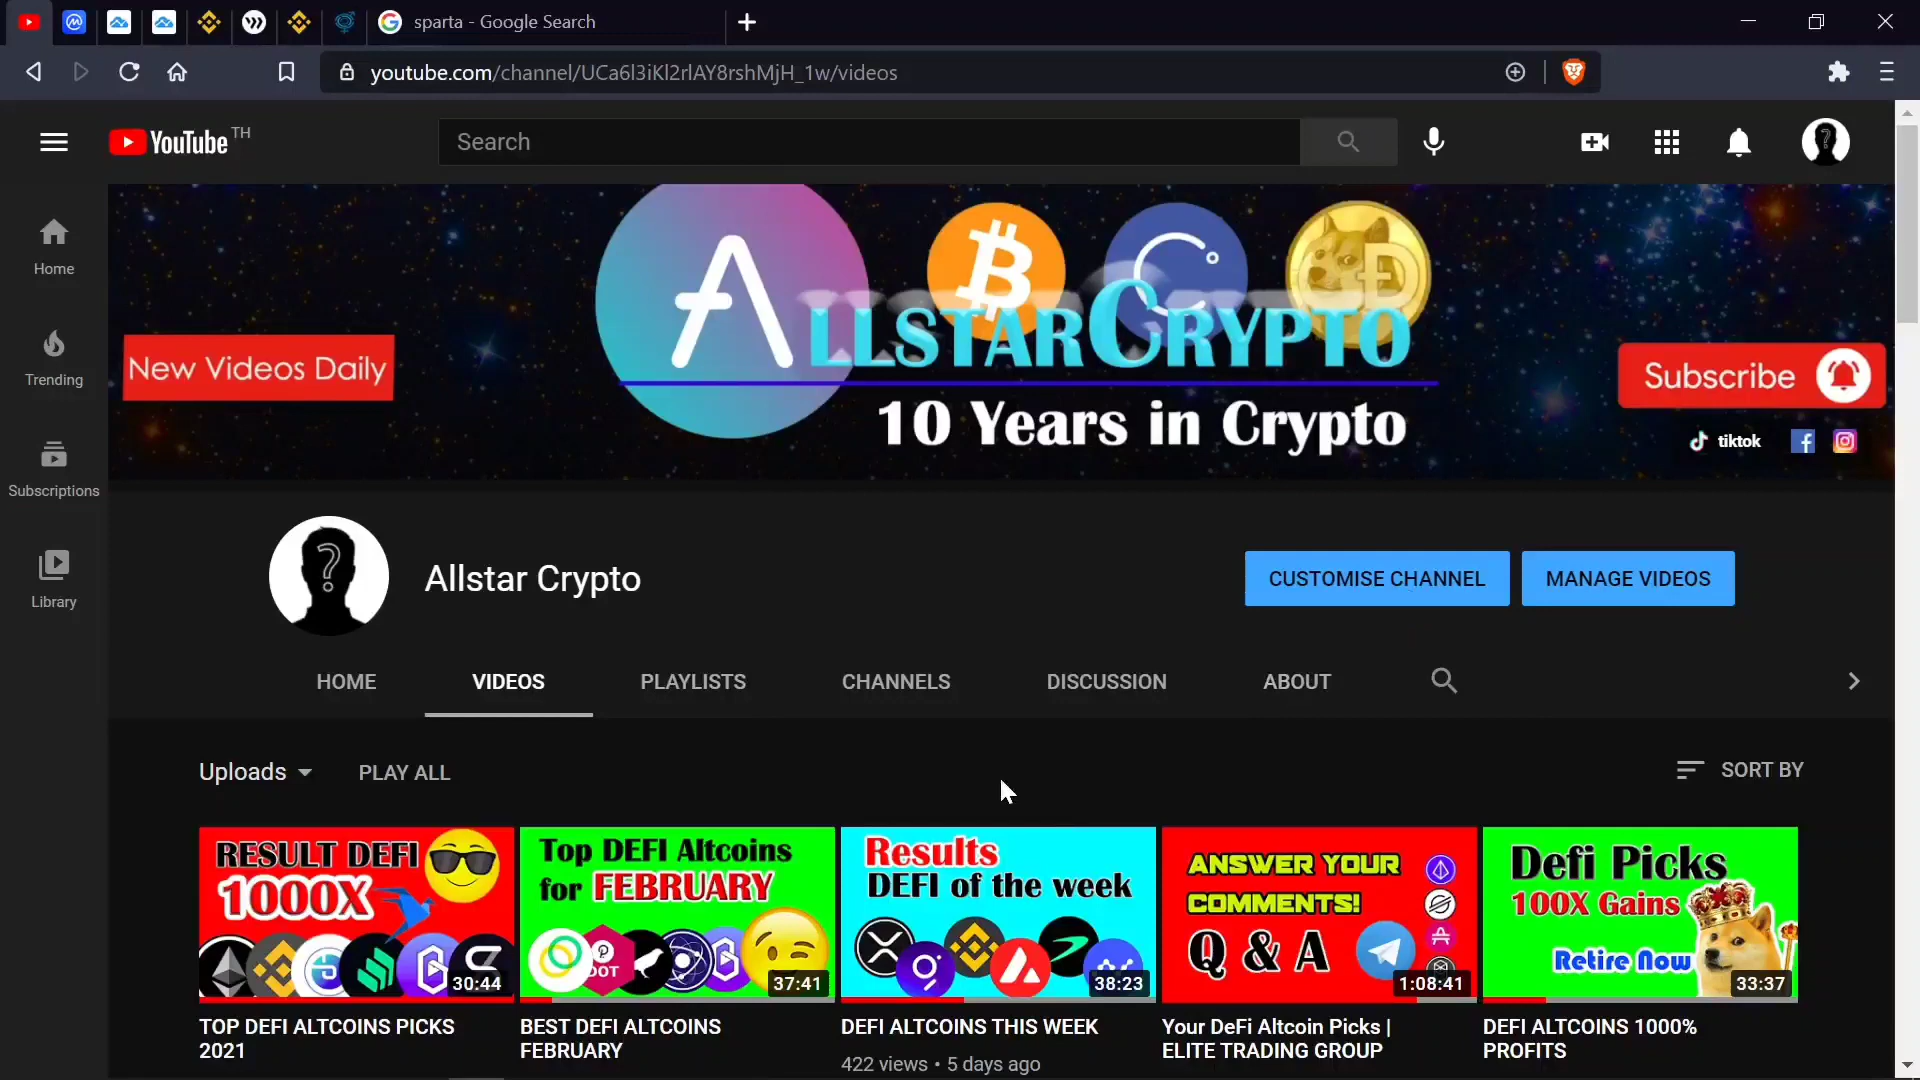 sparta - Google Search
youtube.com/channel/UCa6l3iKl2rlAY8rshMjH_1w/videos
YouTube TH
Search
Home
Trending
Subscriptions
Library
New Videos Daily
ALLSTARCRYPTO
10 Years in Crypto
Subscribe
tiktok
Allstar Crypto
CUSTOMISE CHANNEL
MANAGE VIDEOS
HOME
VIDEOS
PLAYLISTS
CHANNELS
DISCUSSION
ABOUT
Uploads
PLAY ALL
SORT BY
RESULT DEFI
1000X
30:44
Top DEFI Altcoins
for FEBRUARY
DOT
37:41
Results
DEFI of the week
38:23
ANSWER YOUR
COMMENTS!
Q & A
1:08:41
Defi Picks
100X Gains
Retire Now
33:37
TOP DEFI ALTCOINS PICKS
2021
BEST DEFI ALTCOINS
FEBRUARY
DEFI ALTCOINS THIS WEEK
422 views • 5 days ago
Your DeFi Altcoin Picks |
ELITE TRADING GROUP
DEFI ALTCOINS 1000%
PROFITS